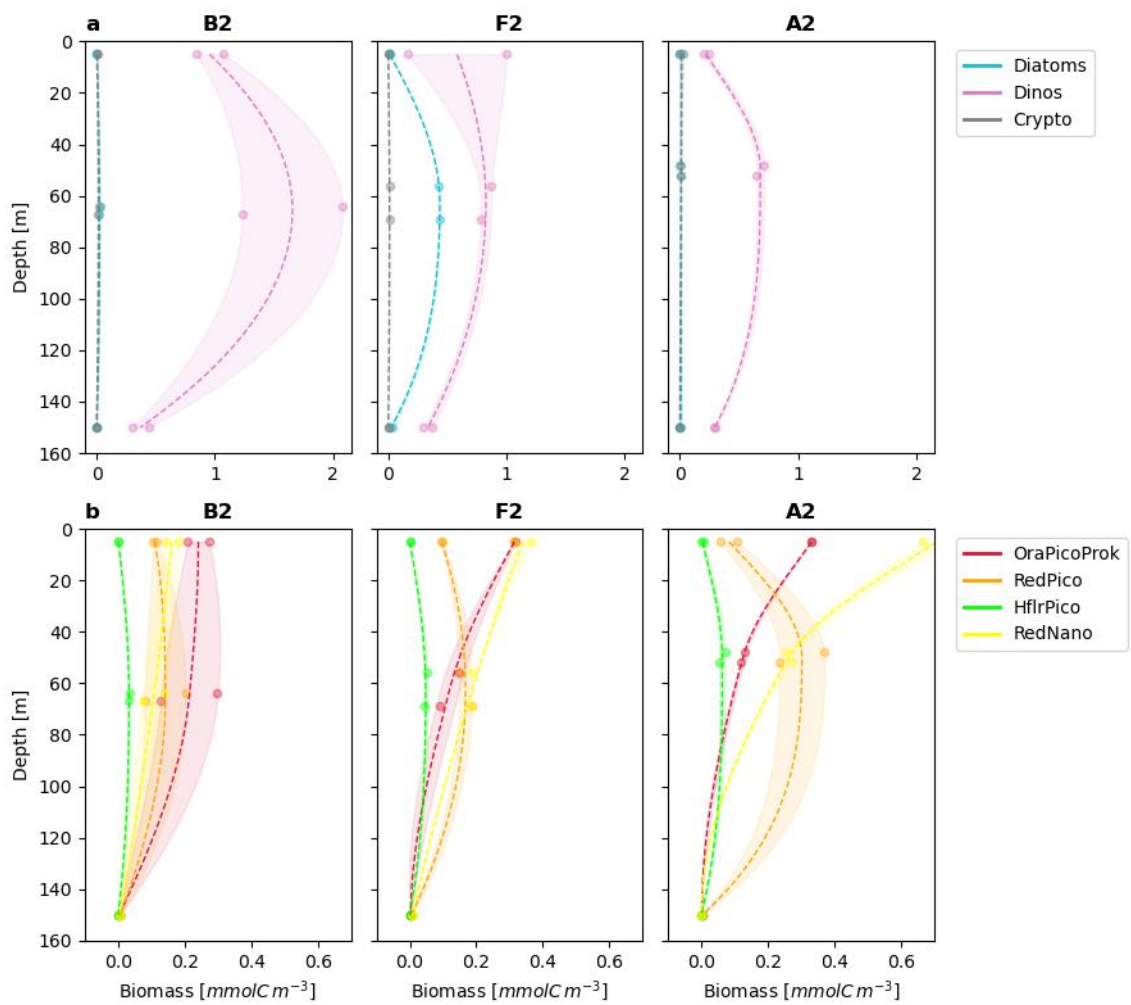 a B2 F2 A2
0
20
40
60
80
100
120
140
160
Depth [m]
0 1 2 0 1 2 0 1 2
Diatoms
Dinos
Crypto
b B2 F2 A2
0
20
40
60
80
100
120
140
160
Depth [m]
0.0 0.2 0.4 0.6 0.0 0.2 0.4 0.6 0.0 0.2 0.4 0.6
Biomass [mmolC m⁻³] Biomass [mmolC m⁻³] Biomass [mmolC m⁻³]
OraPicoProk
RedPico
HflrPico
RedNano